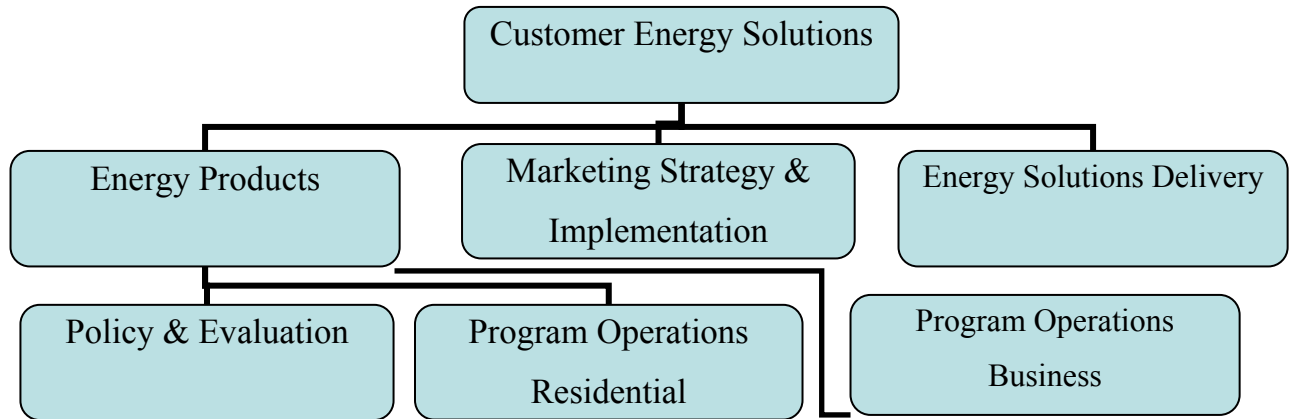 Customer Energy Solutions
Energy Products
Marketing Strategy &
Implementation
Energy Solutions Delivery
Policy & Evaluation
Program Operations
Residential
Program Operations
Business